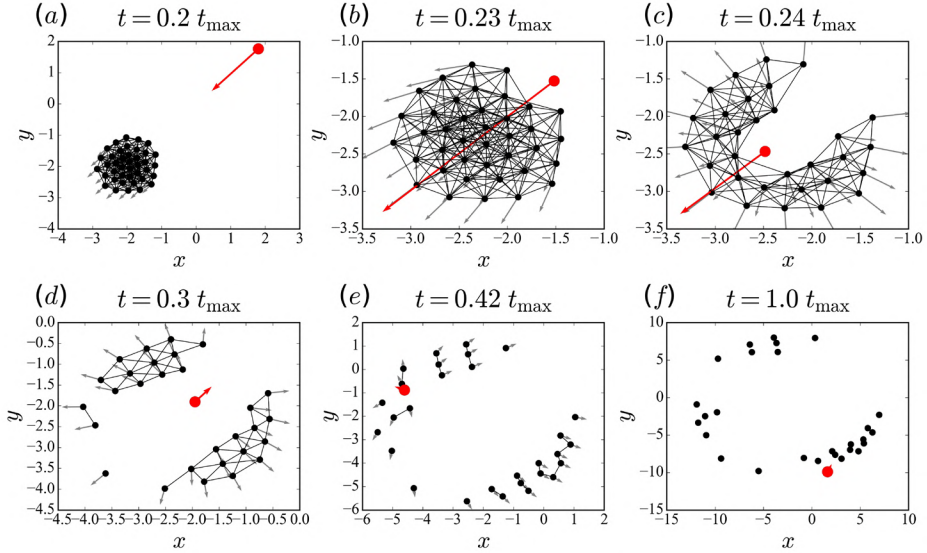 (a) t = 0.2 t_max
(b) t = 0.23 t_max
(c) t = 0.24 t_max
2
1
0
−1
−2
−3
−4
y
−4 −3 −2 −1 0 1 2 3
x
−1.0
−1.5
−2.0
−2.5
−3.0
−3.5
y
−3.5 −3.0 −2.5 −2.0 −1.5 −1.0
x
−1.0
−1.5
−2.0
−2.5
−3.0
−3.5
y
−3.5 −3.0 −2.5 −2.0 −1.5 −1.0
x
(d) t = 0.3 t_max
(e) t = 0.42 t_max
(f) t = 1.0 t_max
0.0
−0.5
−1.0
−1.5
−2.0
−2.5
−3.0
−3.5
−4.0
−4.5
y
−4.5 −4.0 −3.5 −3.0 −2.5 −2.0 −1.5 −1.0 −0.5 0.0
x
2
1
0
−1
−2
−3
−4
−5
−6
y
−6 −5 −4 −3 −2 −1 0 1 2
x
10
5
0
−5
−10
−15
y
−15 −10 −5 0 5 10
x